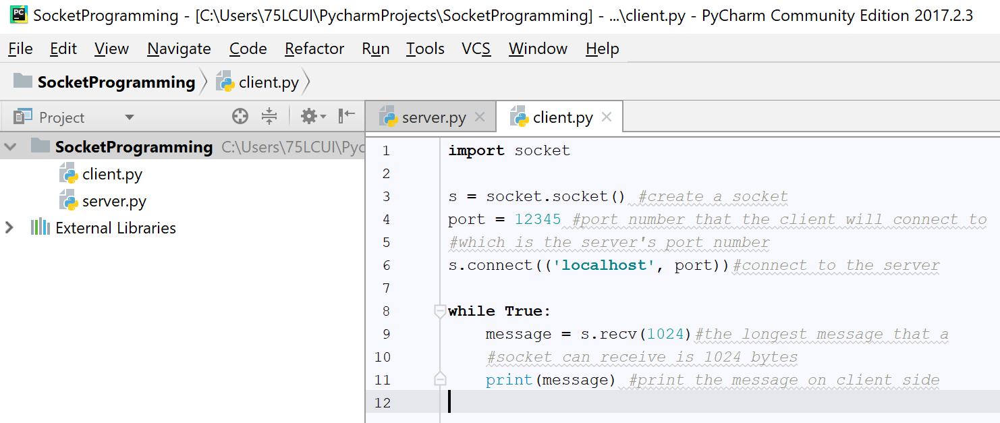 SocketProgramming - [C:\Users\75LCUI\PycharmProjects\SocketProgramming] - ...\client.py - PyCharm Community Edition 2017.2.3
File Edit View Navigate Code Refactor Run Tools VCS Window Help
SocketProgramming client.py
Project server.py client.py
SocketProgramming C:\Users\75LCUI\Pyc
client.py
server.py
External Libraries
1 import socket
2
3 s = socket.socket() #create a socket
4 port = 12345 #port number that the client will connect to
5 #which is the server's port number
6 s.connect(('localhost', port))#connect to the server
7
8 while True:
9 message = s.recv(1024)#the longest message that a
10 #socket can receive is 1024 bytes
11 print(message) #print the message on client side
12